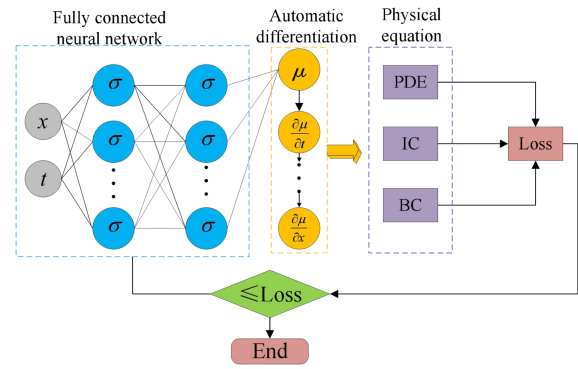 Fully connected
neural network
Automatic
differentiation
Physical
equation
x
t
σ
σ
σ
σ
σ
σ
μ
∂μ
∂t
∂μ
∂x
PDE
IC
BC
Loss
≤Loss
End